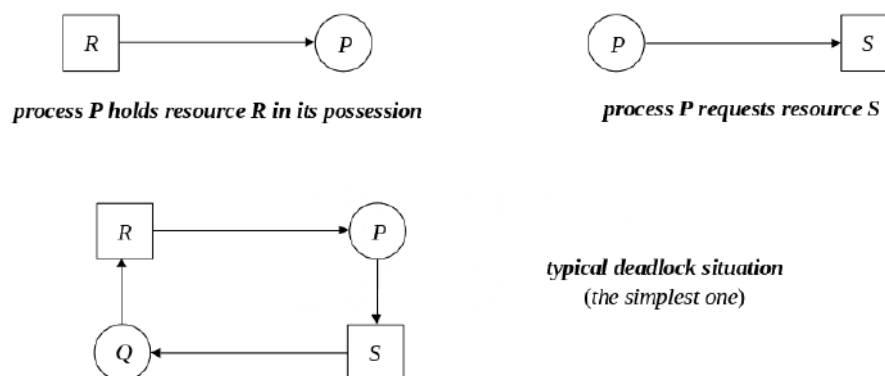 R
P
P
S
process P holds resource R in its possession
process P requests resource S
R
P
typical deadlock situation
(the simplest one)
Q
S